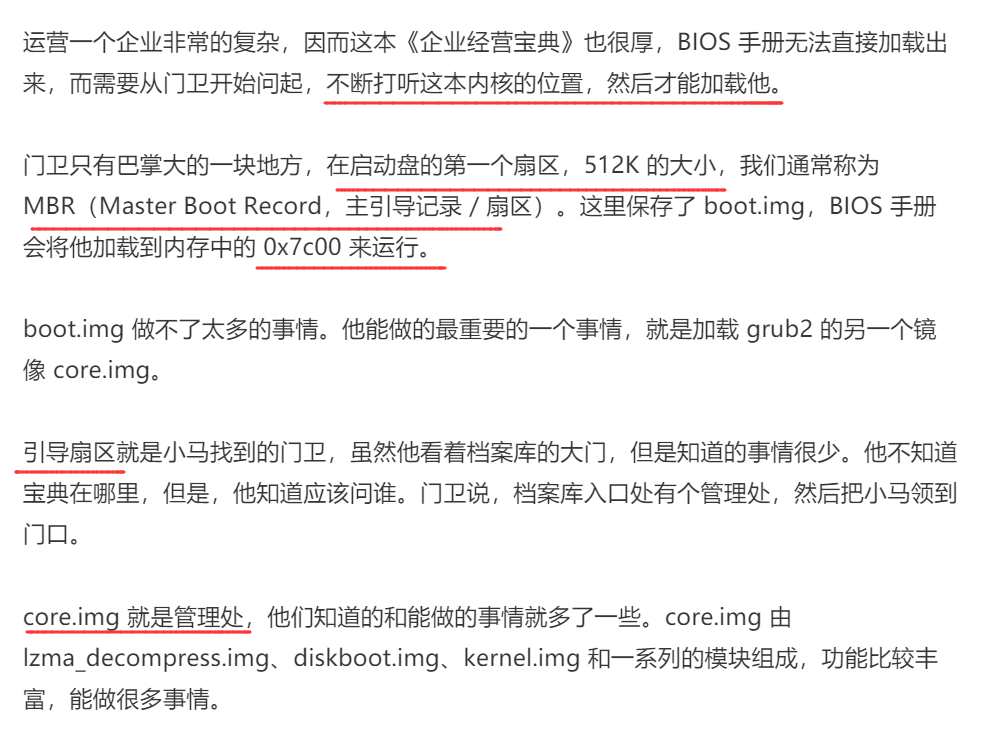 运营一个企业非常的复杂，因而这本《企业经营宝典》也很厚，BIOS 手册无法直接加载出
来，而需要从门卫开始问起，不断打听这本内核的位置，然后才能加载他。
门卫只有巴掌大的一块地方，在启动盘的第一个扇区，512K 的大小，我们通常称为
MBR（Master Boot Record，主引导记录 / 扇区）。这里保存了 boot.img，BIOS 手册
会将他加载到内存中的 0x7c00 来运行。
boot.img 做不了太多的事情。他能做的最重要的一个事情，就是加载 grub2 的另一个镜
像 core.img。
引导扇区就是小马找到的门卫，虽然他看着档案库的大门，但是知道的事情很少。他不知道
宝典在哪里，但是，他知道应该问谁。门卫说，档案库入口处有个管理处，然后把小马领到
门口。
core.img 就是管理处，他们知道的和能做的事情就多了一些。core.img 由
lzma_decompress.img、diskboot.img、kernel.img 和一系列的模块组成，功能比较丰
富，能做很多事情。